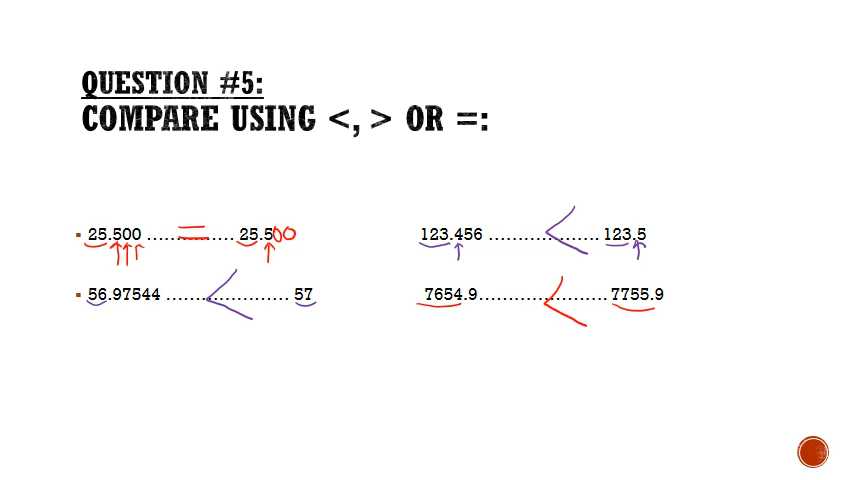 QUESTION #5:
COMPARE USING <, > OR =:
▪ 25.500 ......=...... 25.500
123.456 .........<......... 123.5
▪ 56.97544 .......<............. 57
7654.9...........<........... 7755.9